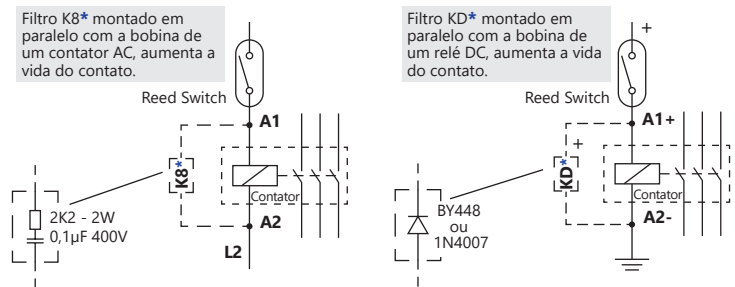 Filtro K8* montado em
paralelo com a bobina de
um contator AC, aumenta a
vida do contato.
Reed Switch
A1
K8*
Contator
A2
L2
2K2 - 2W
0,1µF 400V
Filtro KD* montado em
paralelo com a bobina de
um relé DC, aumenta a vida
do contato.
+
Reed Switch
A1+
+
KD*
Contator
A2-
BY448
ou
1N4007